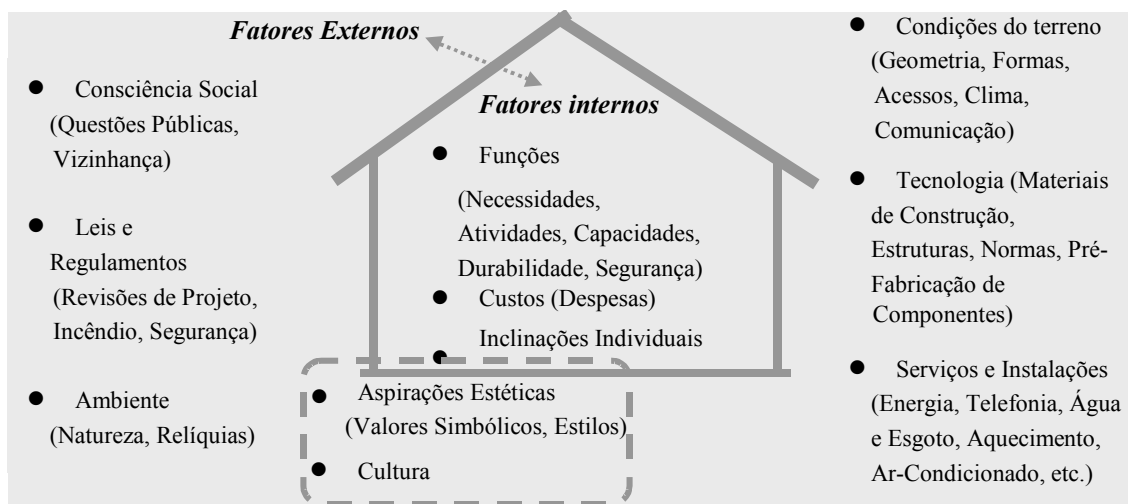 Fatores Externos
Fatores internos
● Consciência Social
(Questões Públicas,
Vizinhança)
● Leis e
Regulamentos
(Revisões de Projeto,
Incêndio, Segurança)
● Ambiente
(Natureza, Relíquias)
● Funções
(Necessidades,
Atividades, Capacidades,
Durabilidade, Segurança)
● Custos (Despesas)
● Inclinações Individuais
● Aspirações Estéticas
(Valores Simbólicos, Estilos)
● Cultura
● Condições do terreno
(Geometria, Formas,
Acessos, Clima,
Comunicação)
● Tecnologia (Materiais
de Construção,
Estruturas, Normas, Pré-
Fabricação de
Componentes)
● Serviços e Instalações
(Energia, Telefonia, Água
e Esgoto, Aquecimento,
Ar-Condicionado, etc.)